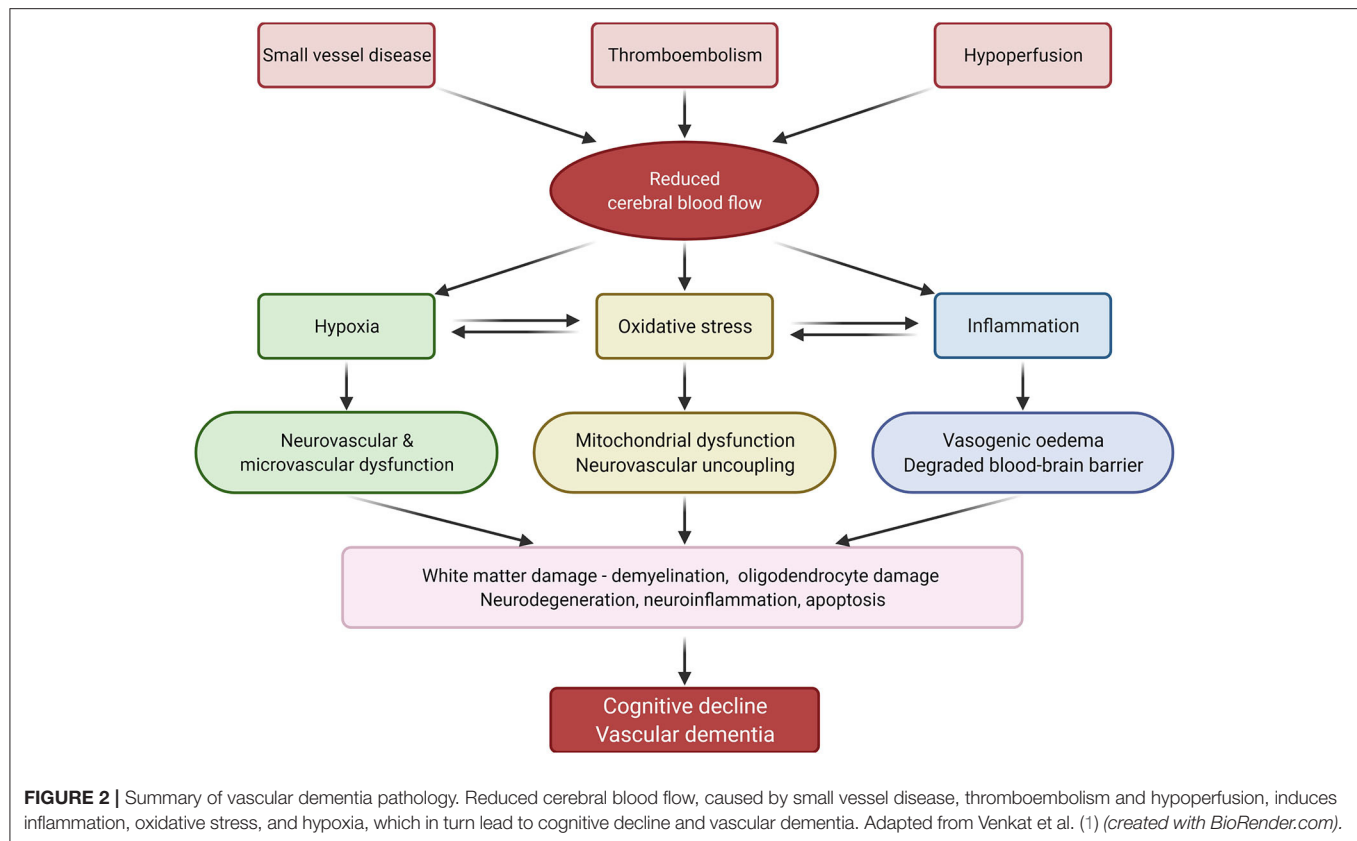 Small vessel disease
Thromboembolism
Hypoperfusion
Reduced
cerebral blood flow
Hypoxia
Oxidative stress
Inflammation
Neurovascular &
microvascular dysfunction
Mitochondrial dysfunction
Neurovascular uncoupling
Vasogenic oedema
Degraded blood-brain barrier
White matter damage - demyelination, oligodendrocyte damage
Neurodegeneration, neuroinflammation, apoptosis
Cognitive decline
Vascular dementia
FIGURE 2 | Summary of vascular dementia pathology. Reduced cerebral blood flow, caused by small vessel disease, thromboembolism and hypoperfusion, induces
inflammation, oxidative stress, and hypoxia, which in turn lead to cognitive decline and vascular dementia. Adapted from Venkat et al. (1) (created with BioRender.com).